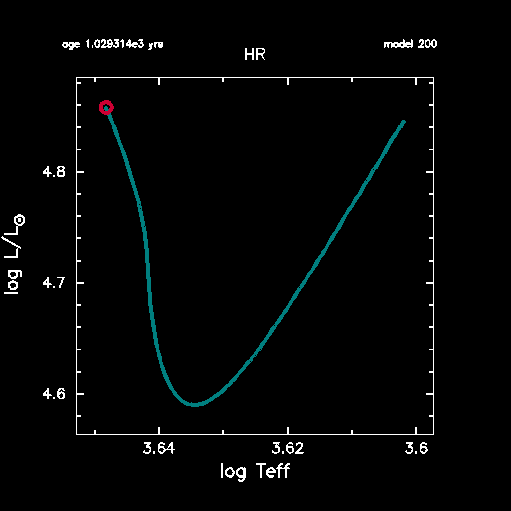 age 1.029314e3 yrs
model 200
HR
4.8
4.7
4.6
log L/L⊙
3.64
3.62
3.6
log Teff